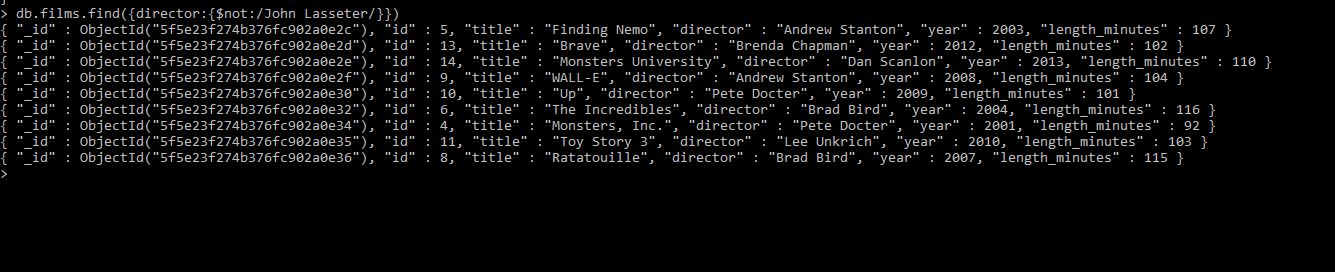 > db.films.find({director:{$not:/John Lasseter/}})
{ "_id" : ObjectId("5f5e23f274b376fc902a0e2c"), "id" : 5, "title" : "Finding Nemo", "director" : "Andrew Stanton", "year" : 2003, "length_minutes" : 107 }
{ "_id" : ObjectId("5f5e23f274b376fc902a0e2d"), "id" : 13, "title" : "Brave", "director" : "Brenda Chapman", "year" : 2012, "length_minutes" : 102 }
{ "_id" : ObjectId("5f5e23f274b376fc902a0e2e"), "id" : 14, "title" : "Monsters University", "director" : "Dan Scanlon", "year" : 2013, "length_minutes" : 110 }
{ "_id" : ObjectId("5f5e23f274b376fc902a0e2f"), "id" : 9, "title" : "WALL-E", "director" : "Andrew Stanton", "year" : 2008, "length_minutes" : 104 }
{ "_id" : ObjectId("5f5e23f274b376fc902a0e30"), "id" : 10, "title" : "Up", "director" : "Pete Docter", "year" : 2009, "length_minutes" : 101 }
{ "_id" : ObjectId("5f5e23f274b376fc902a0e32"), "id" : 6, "title" : "The Incredibles", "director" : "Brad Bird", "year" : 2004, "length_minutes" : 116 }
{ "_id" : ObjectId("5f5e23f274b376fc902a0e34"), "id" : 4, "title" : "Monsters, Inc.", "director" : "Pete Docter", "year" : 2001, "length_minutes" : 92 }
{ "_id" : ObjectId("5f5e23f274b376fc902a0e35"), "id" : 11, "title" : "Toy Story 3", "director" : "Lee Unkrich", "year" : 2010, "length_minutes" : 103 }
{ "_id" : ObjectId("5f5e23f274b376fc902a0e36"), "id" : 8, "title" : "Ratatouille", "director" : "Brad Bird", "year" : 2007, "length_minutes" : 115 }
>